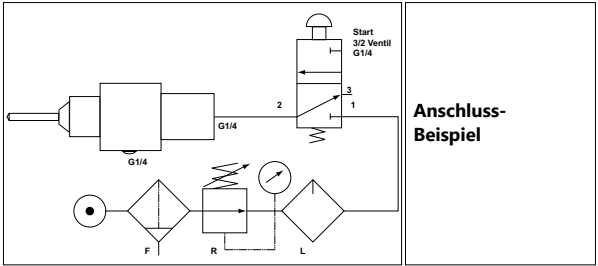 Start
3/2 Ventil
G1/4
3
2
1
G1/4
G1/4
F
R
L
Anschluss-
Beispiel